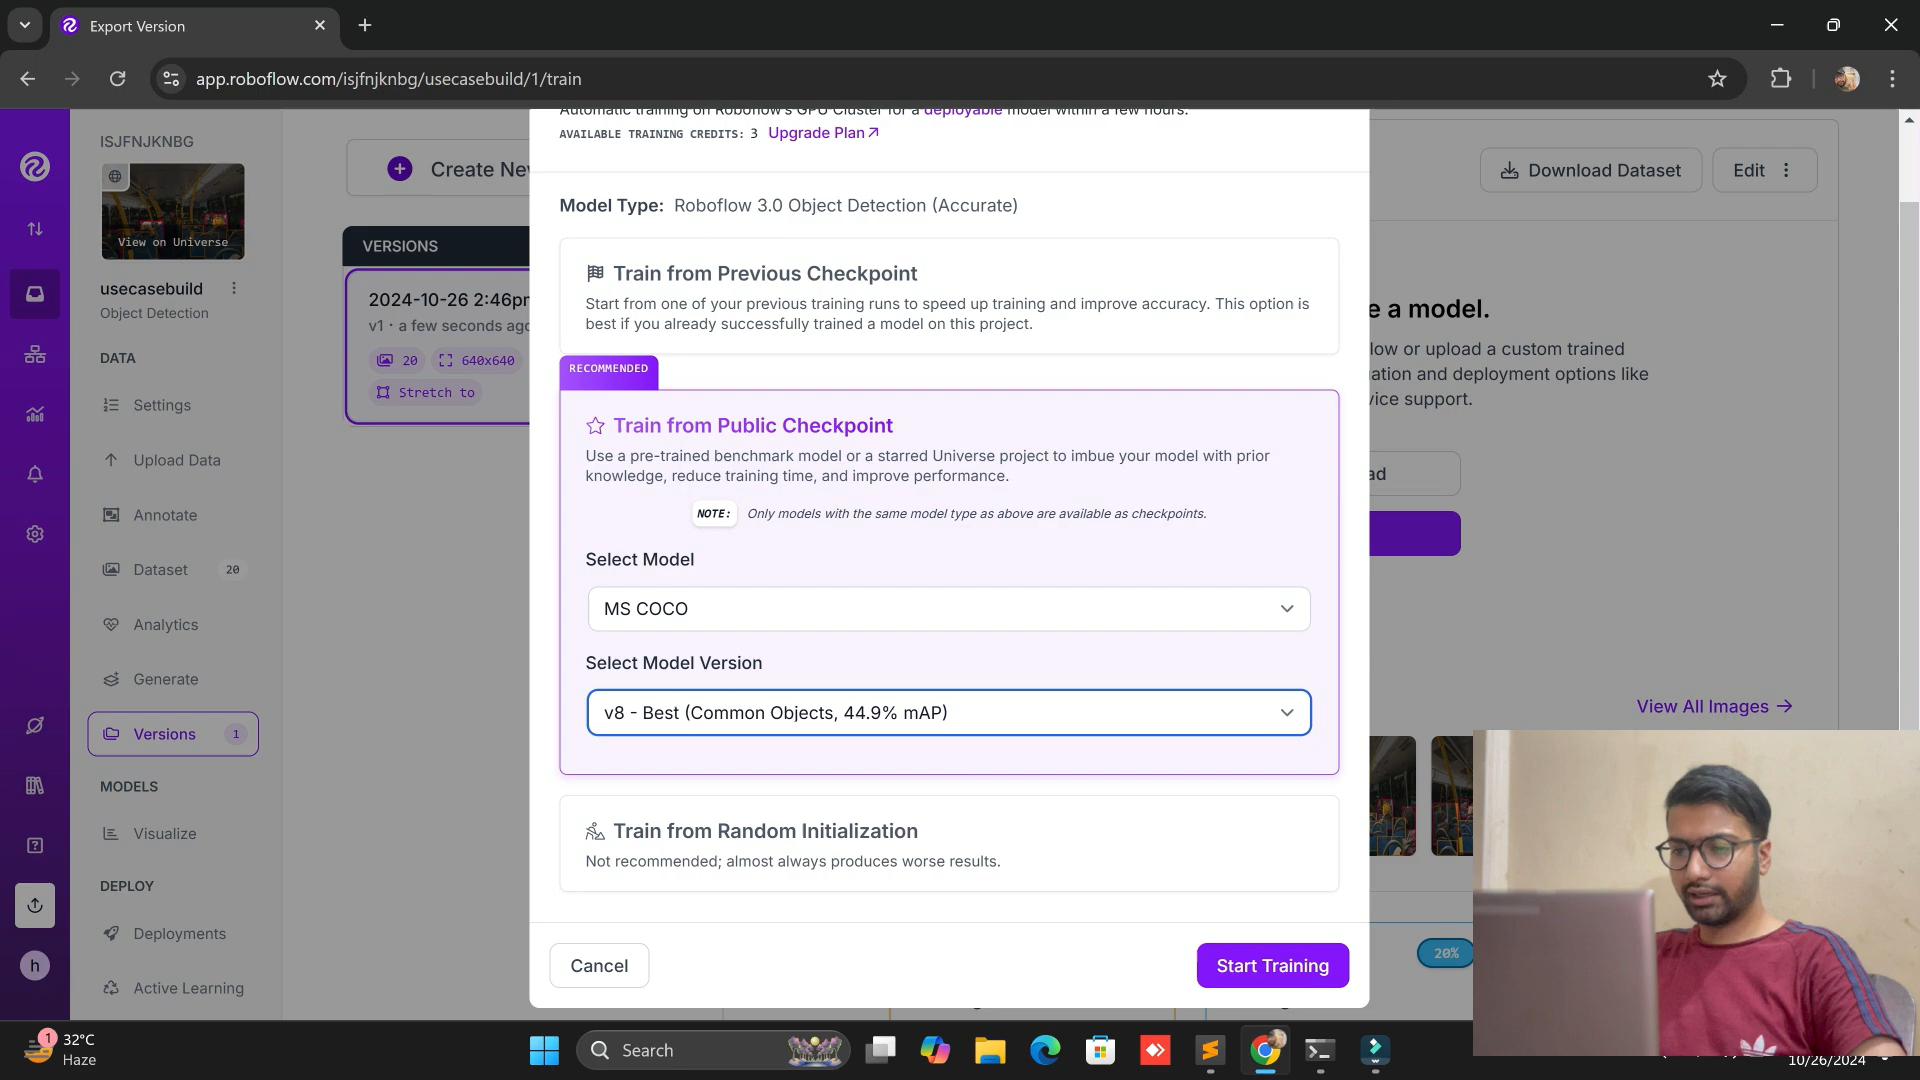 Export Version
app.roboflow.com/isjfnjknbg/usecasebuild/1/train
ISJFNJKNBG
View on Universe
usecasebuild
Object Detection
DATA
Settings
Upload Data
Annotate
Dataset 20
Analytics
Generate
Versions 1
MODELS
Visualize
DEPLOY
Deployments
Active Learning
h
Create Ne
VERSIONS
2024-10-26 2:46p
v1 · a few seconds ago
20 640x640
Stretch to
Automatic training on Roboflow's GPU Cluster for a deployable model within a few hours.
AVAILABLE TRAINING CREDITS: 3 Upgrade Plan
Model Type: Roboflow 3.0 Object Detection (Accurate)
Train from Previous Checkpoint
Start from one of your previous training runs to speed up training and improve accuracy. This option is
best if you already successfully trained a model on this project.
RECOMMENDED
Train from Public Checkpoint
Use a pre-trained benchmark model or a starred Universe project to imbue your model with prior
knowledge, reduce training time, and improve performance.
NOTE: Only models with the same model type as above are available as checkpoints.
Select Model
MS COCO
Select Model Version
v8 - Best (Common Objects, 44.9% mAP)
Train from Random Initialization
Not recommended; almost always produces worse results.
Cancel
Start Training
Download Dataset
Edit
e a model.
low or upload a custom trained
ation and deployment options like
vice support.
ad
View All Images
20%
1
32°C
Haze
Search
10/26/2024